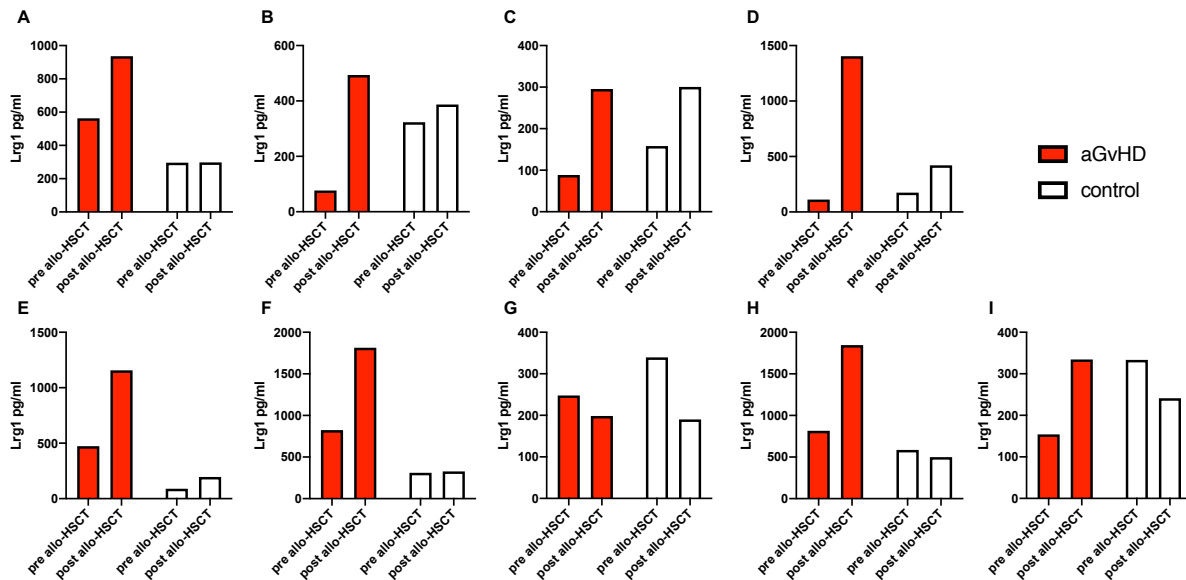 A
Lrg1 pg/ml
1000
800
600
400
200
0
pre allo-HSCT
post allo-HSCT
pre allo-HSCT
post allo-HSCT
B
Lrg1 pg/ml
600
400
200
0
pre allo-HSCT
post allo-HSCT
pre allo-HSCT
post allo-HSCT
C
Lrg1 pg/ml
400
300
200
100
0
pre allo-HSCT
post allo-HSCT
pre allo-HSCT
post allo-HSCT
D
Lrg1 pg/ml
1500
1000
500
0
pre allo-HSCT
post allo-HSCT
pre allo-HSCT
post allo-HSCT
aGvHD
control
E
Lrg1 pg/ml
1500
1000
500
0
pre allo-HSCT
post allo-HSCT
pre allo-HSCT
post allo-HSCT
F
Lrg1 pg/ml
2000
1500
1000
500
0
pre allo-HSCT
post allo-HSCT
pre allo-HSCT
post allo-HSCT
G
Lrg1 pg/ml
400
300
200
100
0
pre allo-HSCT
post allo-HSCT
pre allo-HSCT
post allo-HSCT
H
Lrg1 pg/ml
2000
1500
1000
500
0
pre allo-HSCT
post allo-HSCT
pre allo-HSCT
post allo-HSCT
I
Lrg1 pg/ml
400
300
200
100
0
pre allo-HSCT
post allo-HSCT
pre allo-HSCT
post allo-HSCT